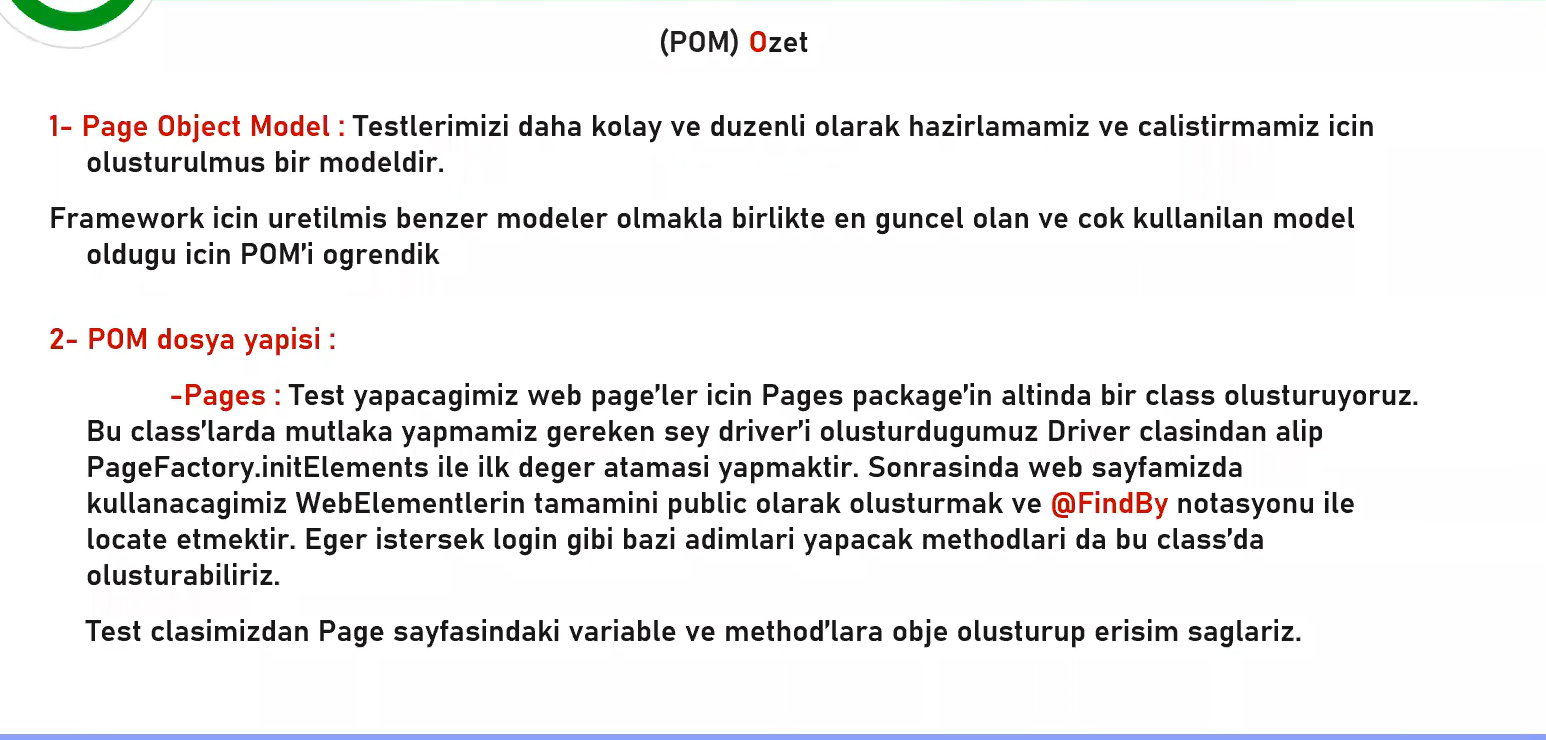 (POM) Ozet
1- Page Object Model : Testlerimizi daha kolay ve duzenli olarak hazirlamamiz ve calistirmamiz icin
olusturulmus bir modeldir.
Framework icin uretilmis benzer modeler olmakla birlikte en guncel olan ve cok kullanilan model
oldugu icin POM'i ogrendik
2- POM dosya yapisi :
-Pages : Test yapacagimiz web page'ler icin Pages package'in altinda bir class olusturuyoruz.
Bu class'larda mutlaka yapmamiz gereken sey driver'i olusturdugumuz Driver clasindan alip
PageFactory.initElements ile ilk deger atamasi yapmaktir. Sonrasinda web sayfamizda
kullanacagimiz WebElementlerin tamamini public olarak olusturmak ve @FindBy notasyonu ile
locate etmektir. Eger istersek login gibi bazi adimlari yapacak methodlari da bu class'da
olusturabiliriz.
Test clasimizdan Page sayfasindaki variable ve method'lara obje olusturup erisim saglariz.